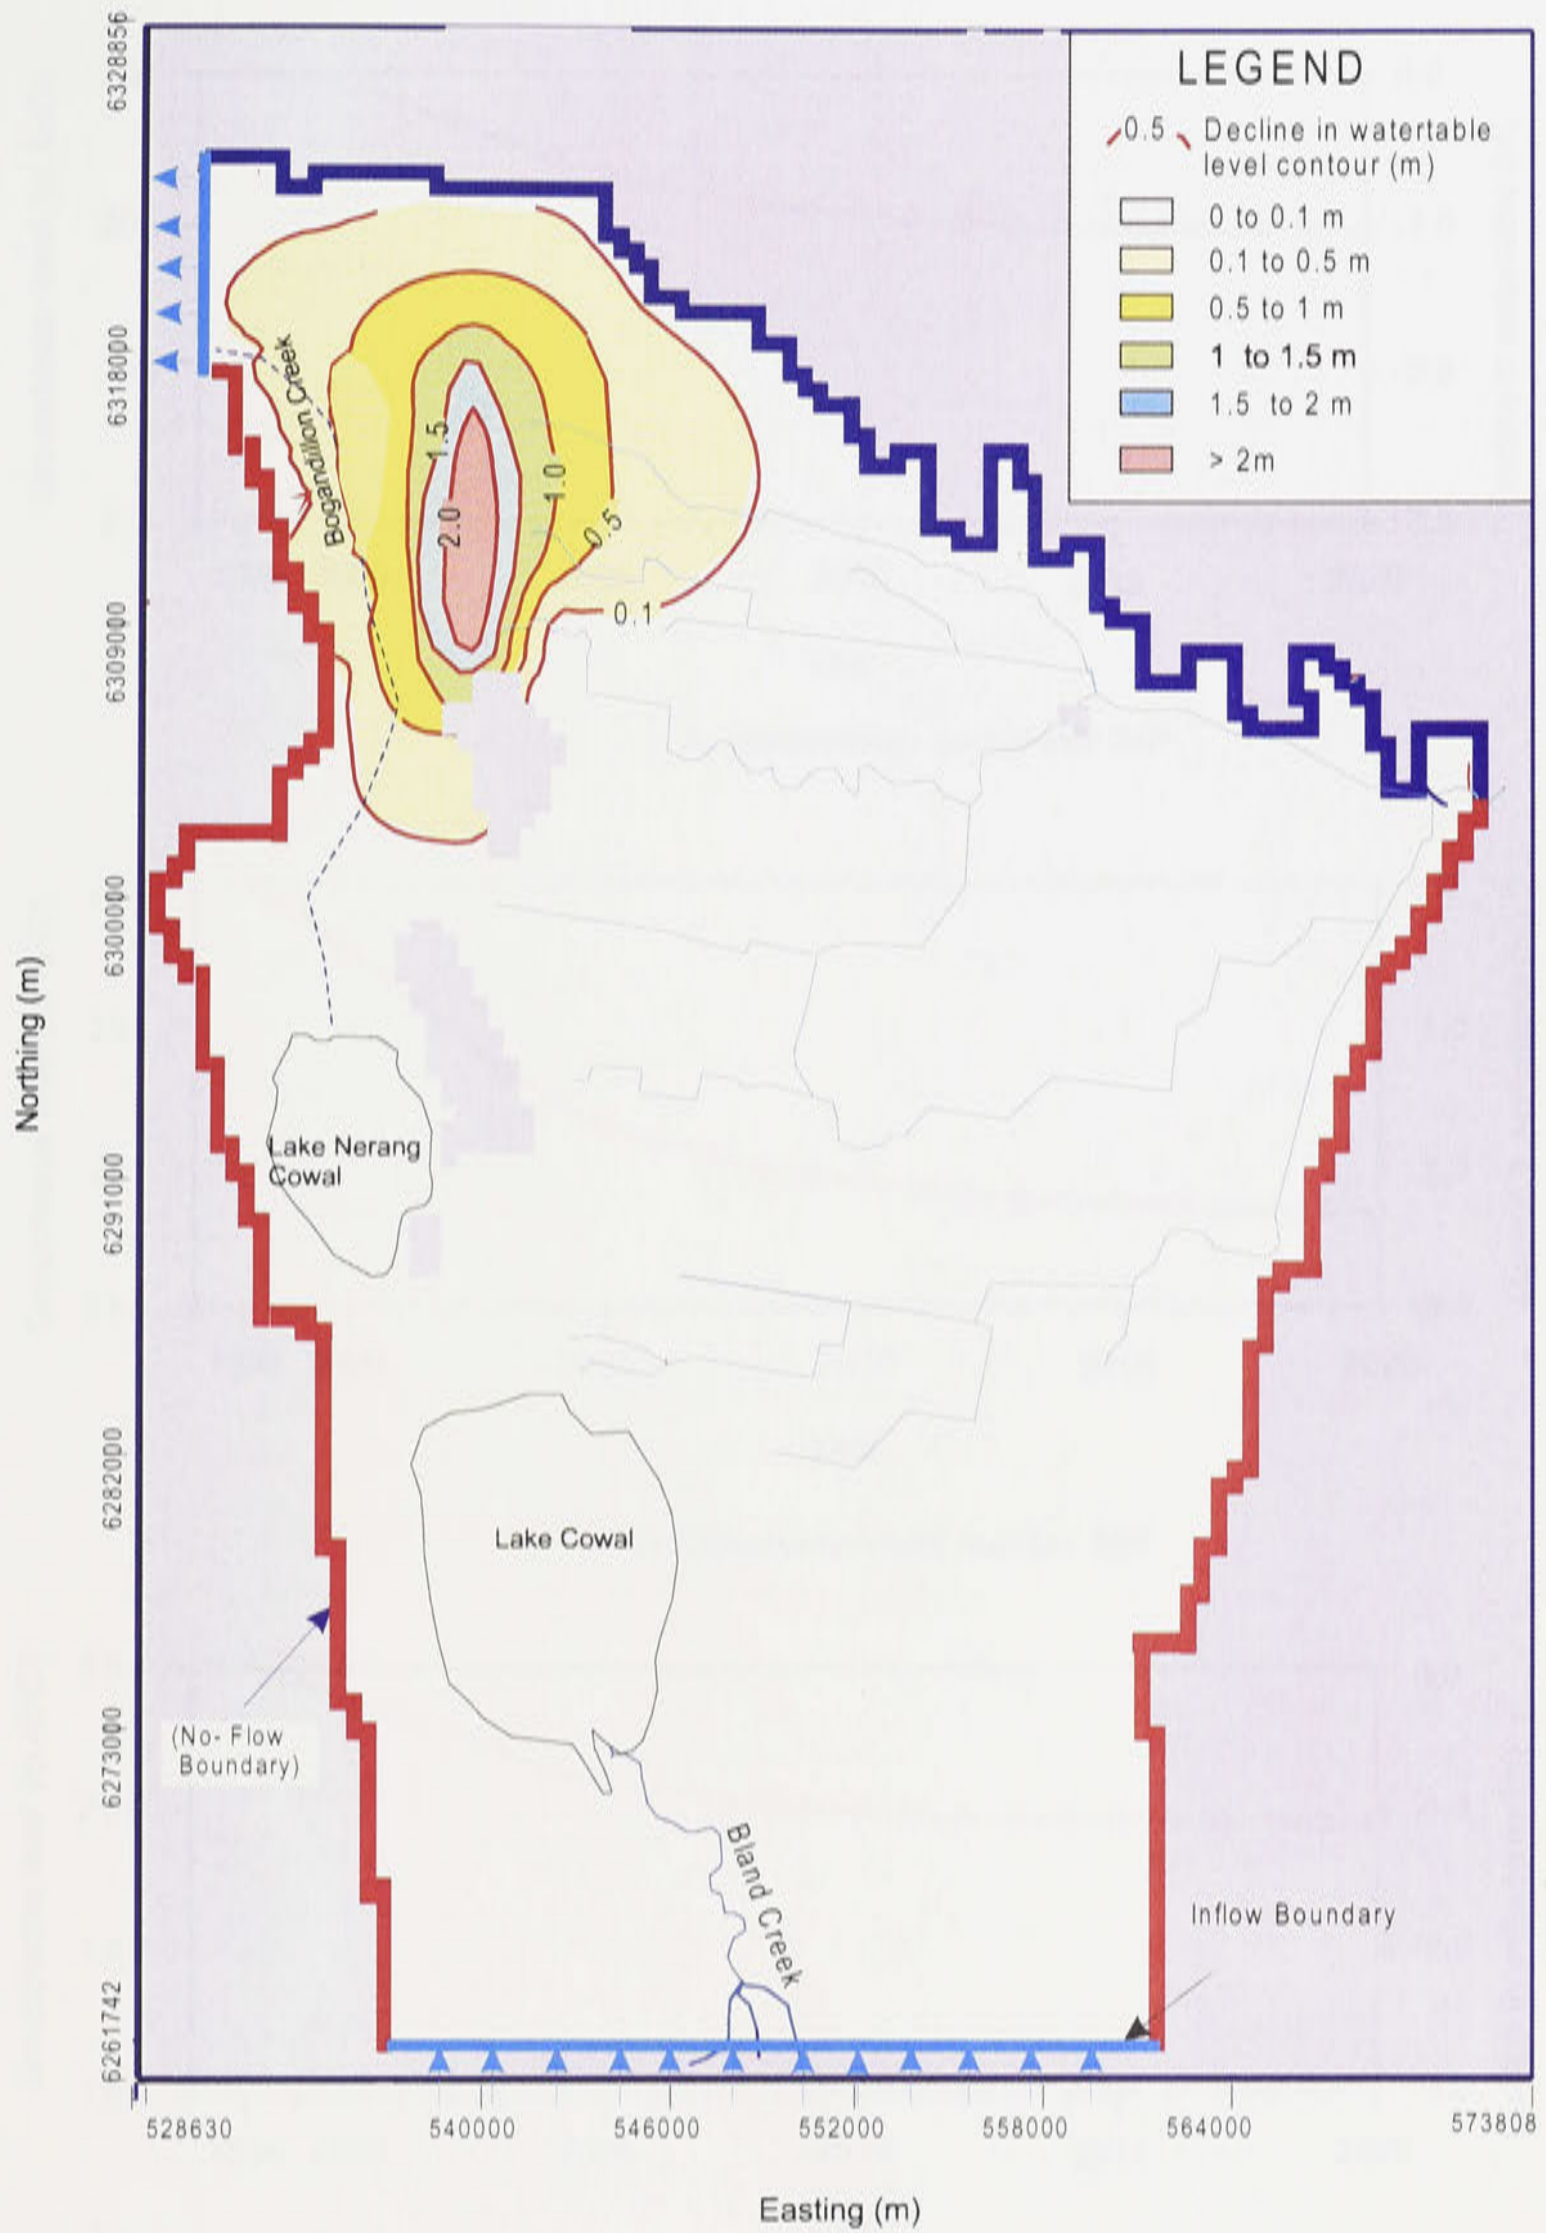 LEGEND
0.5 Decline in watertable
level contour (m)
0 to 0.1 m
0.1 to 0.5 m
0.5 to 1 m
1 to 1.5 m
1.5 to 2 m
> 2m
6328856
6318000
6309000
6300000
6291000
6282000
6273000
6261742
Northing (m)
Bogandillon Creek
1.5
2.0
1.0
0.5
0.1
Lake Nerang
Cowal
Lake Cowal
(No- Flow
Boundary)
Bland Creek
Inflow Boundary
528630
540000
546000
552000
558000
564000
573808
Easting (m)